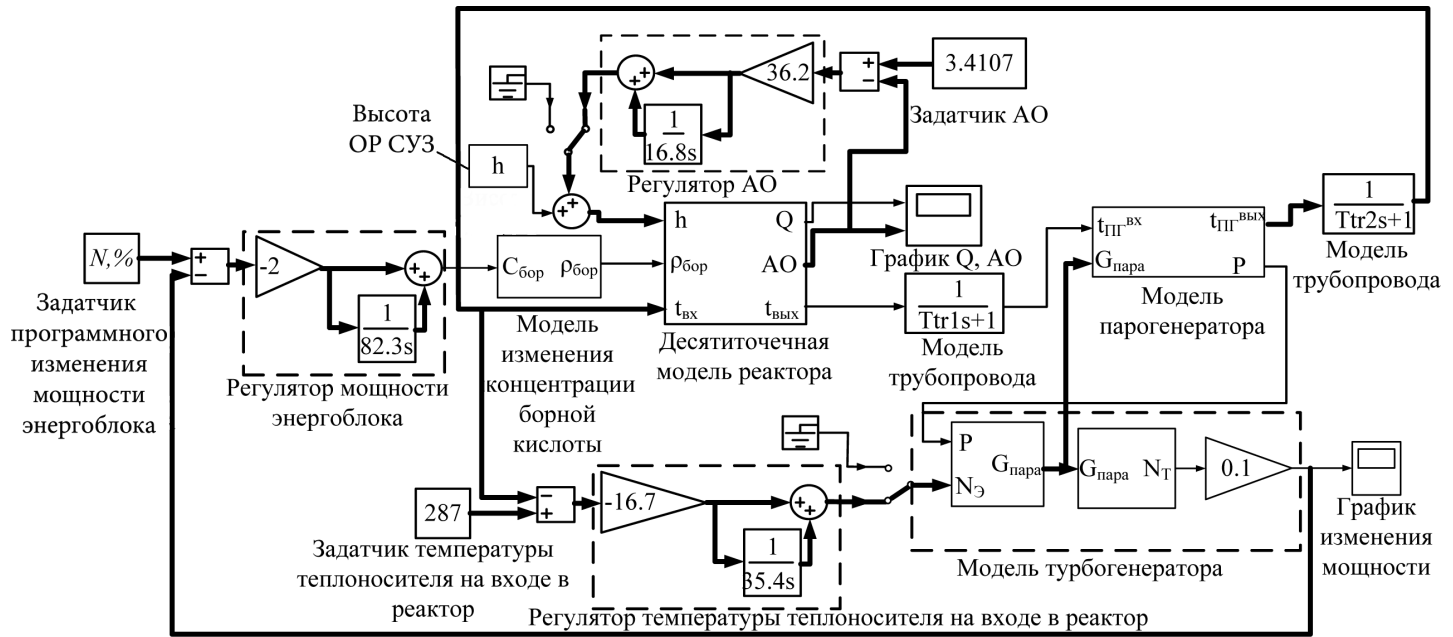 36.2
+
−
3.4107
Задатчик АО
+
+
1
16.8s
Регулятор АО
Высота
ОР СУЗ
h
+
+
h
Q
ρбор
АО
tвх
tвых
Десятиточечная
модель реактора
График Q, АО
1
Ttr1s+1
Модель
трубопровода
tПГвх
tПГвых
Gпара
P
Модель
парогенератора
1
Ttr2s+1
Модель
трубопровода
N,%
+
−
Задатчик
программного
изменения
мощности
энергоблока
-2
+
+
1
82.3s
Регулятор мощности
энергоблока
Cбор
ρбор
Модель
изменения
концентрации
борной
кислоты
287
−
+
Задатчик температуры
теплоносителя на входе в
реактор
-16.7
+
+
1
35.4s
Регулятор температуры теплоносителя на входе в реактор
P
Gпара
NЭ
Gпара
NТ
0.1
Модель турбогенератора
График
изменения
мощности